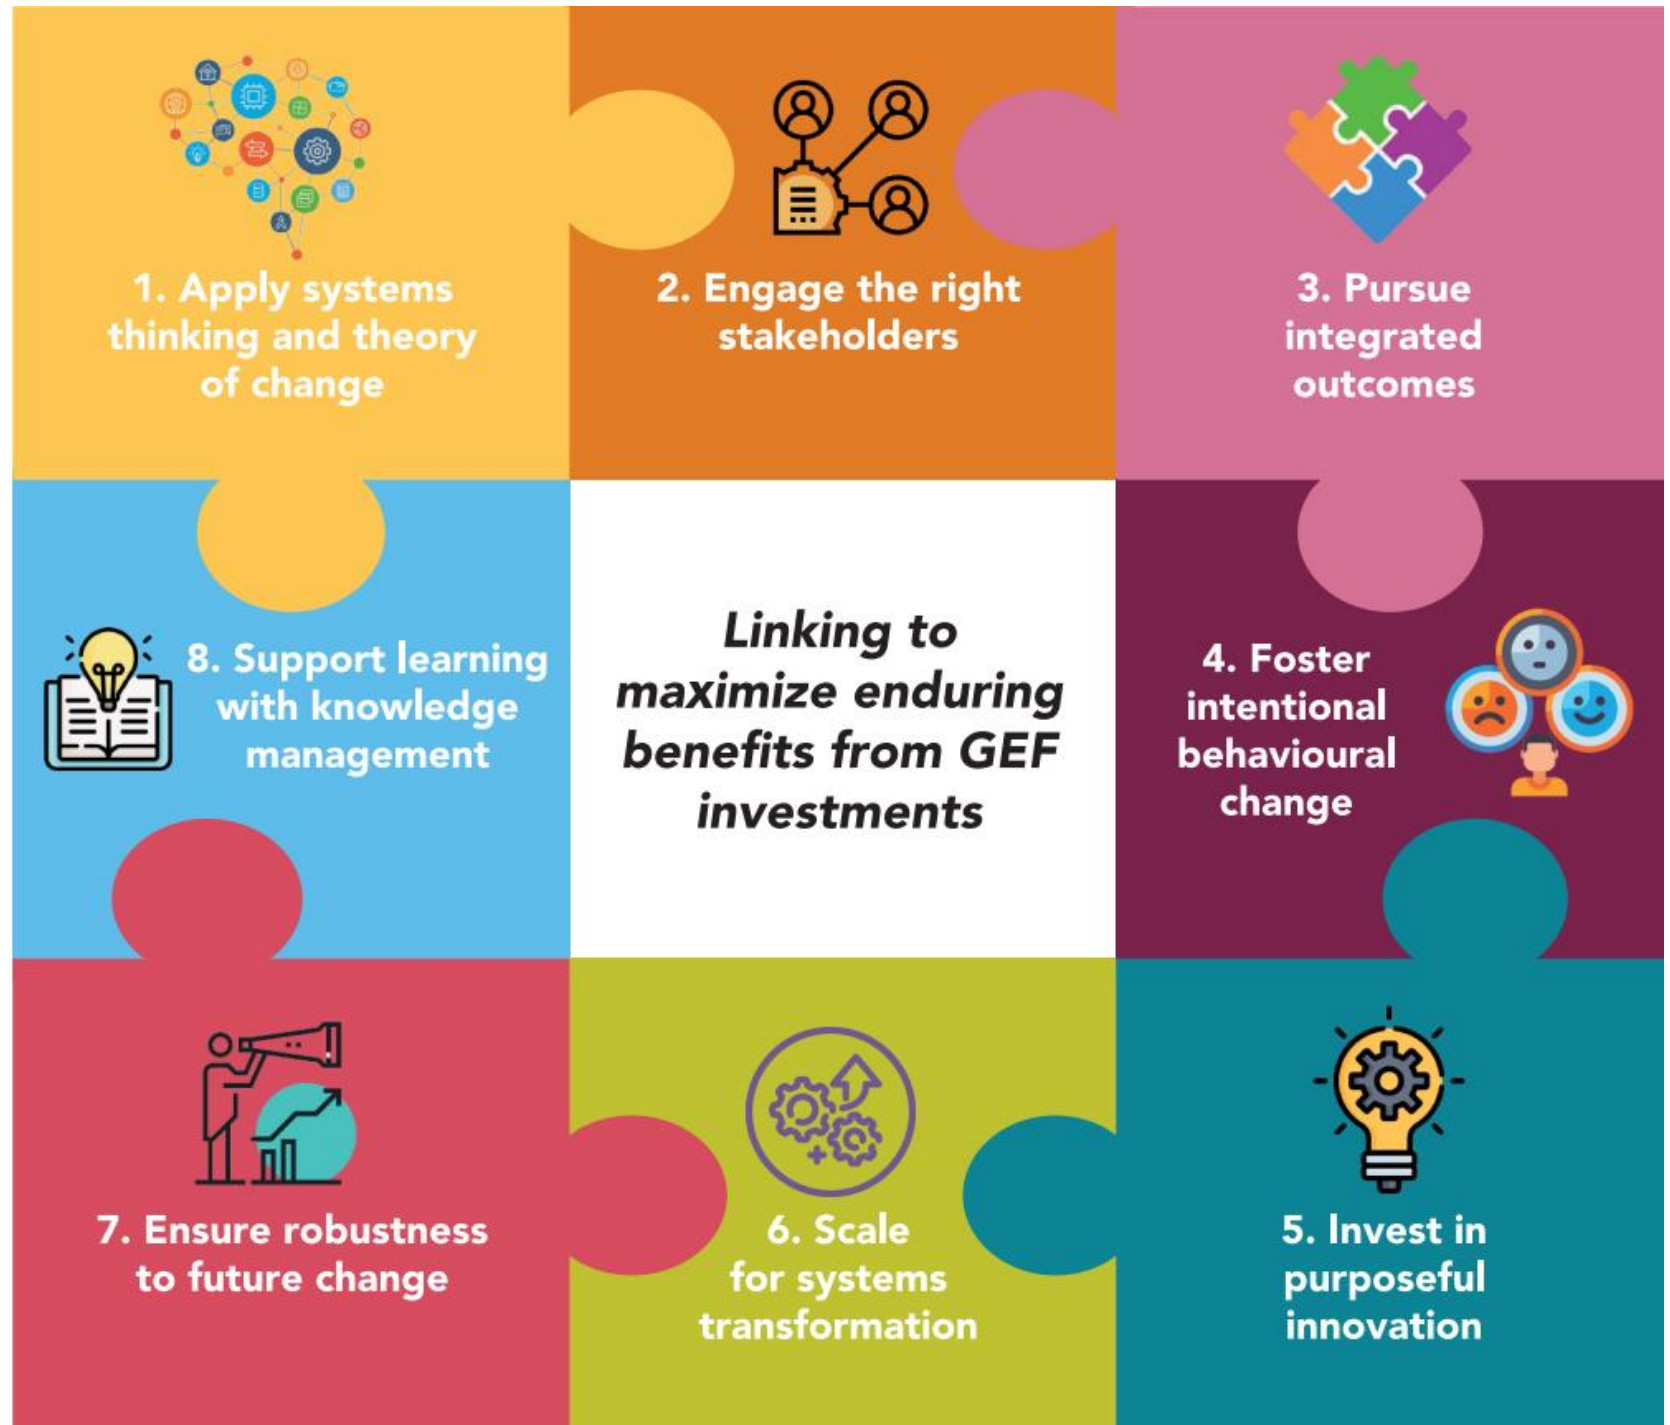 1. Apply systems
thinking and theory
of change
2. Engage the right
stakeholders
3. Pursue
integrated
outcomes
8. Support learning
with knowledge
management
Linking to
maximize enduring
benefits from GEF
investments
4. Foster
intentional
behavioural
change
7. Ensure robustness
to future change
6. Scale
for systems
transformation
5. Invest in
purposeful
innovation